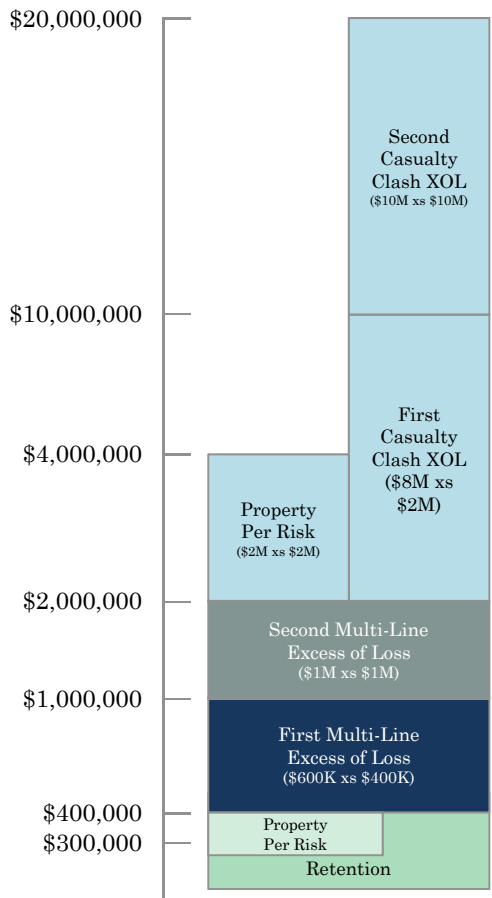 $20,000,000
Second
Casualty
Clash XOL
($10M xs $10M)
$10,000,000
First
Casualty
Clash XOL
($8M xs
$2M)
$4,000,000
Property
Per Risk
($2M xs $2M)
$2,000,000
Second Multi-Line
Excess of Loss
($1M xs $1M)
$1,000,000
First Multi-Line
Excess of Loss
($600K xs $400K)
$400,000
Property
Per Risk
$300,000
Retention